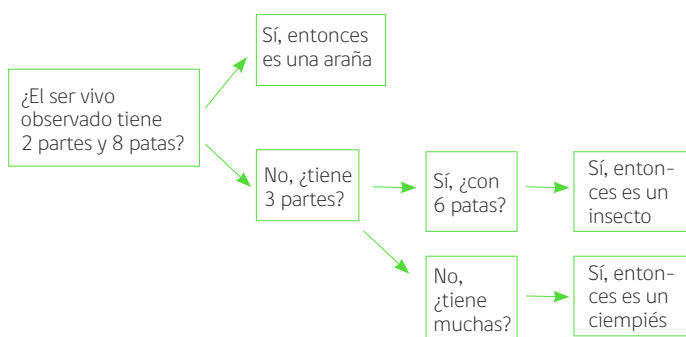 ¿El ser vivo
observado tiene
2 partes y 8 patas?
Sí, entonces
es una araña
No, ¿tiene
3 partes?
Sí, ¿con
6 patas?
Sí, enton-
ces es un
insecto
No,
¿tiene
muchas?
Sí, enton-
ces es un
ciempiés